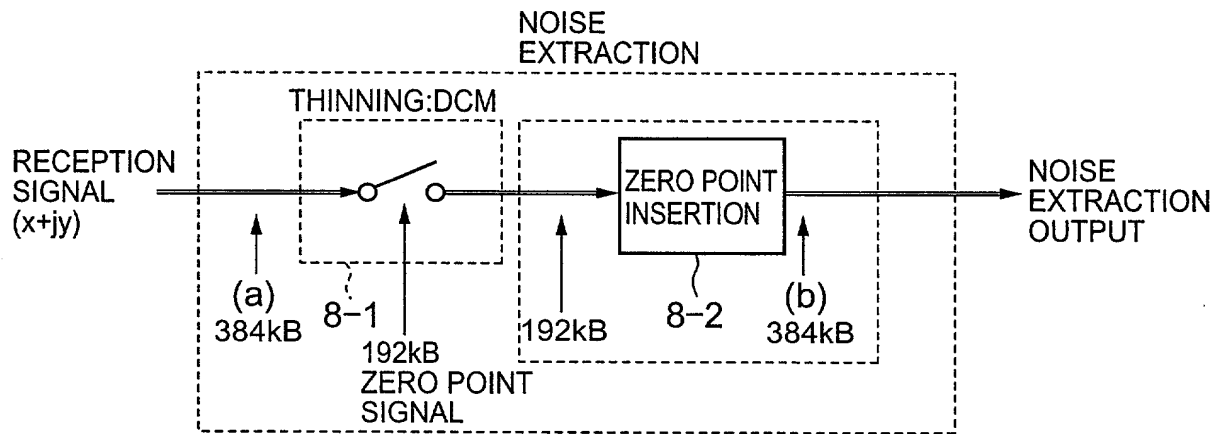 NOISE
EXTRACTION
THINNING:DCM
RECEPTION
SIGNAL
(x+jy)
ZERO POINT
INSERTION
NOISE
EXTRACTION
OUTPUT
(a)
384kB
8-1
192kB
ZERO POINT
SIGNAL
192kB
8-2
(b)
384kB